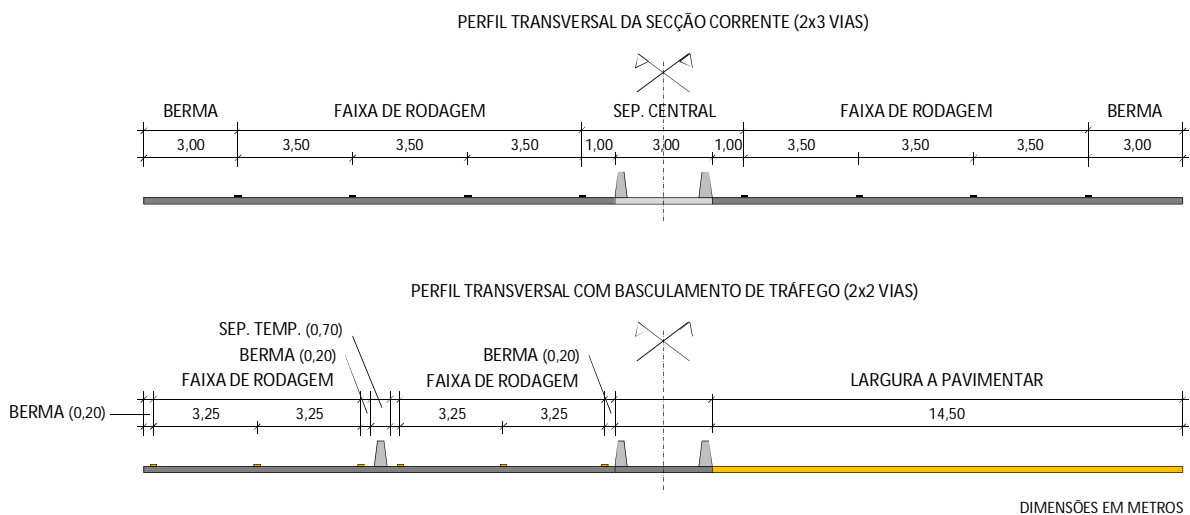 PERFIL TRANSVERSAL DA SECÇÃO CORRENTE (2x3 VIAS)
BERMA FAIXA DE RODAGEM SEP. CENTRAL FAIXA DE RODAGEM BERMA
3,00 3,50 3,50 3,50 1,00 3,00 1,00 3,50 3,50 3,50 3,00
PERFIL TRANSVERSAL COM BASCULAMENTO DE TRÁFEGO (2x2 VIAS)
SEP. TEMP. (0,70)
BERMA (0,20) BERMA (0,20)
FAIXA DE RODAGEM FAIXA DE RODAGEM LARGURA A PAVIMENTAR
BERMA (0,20) 3,25 3,25 3,25 3,25 14,50
DIMENSÕES EM METROS